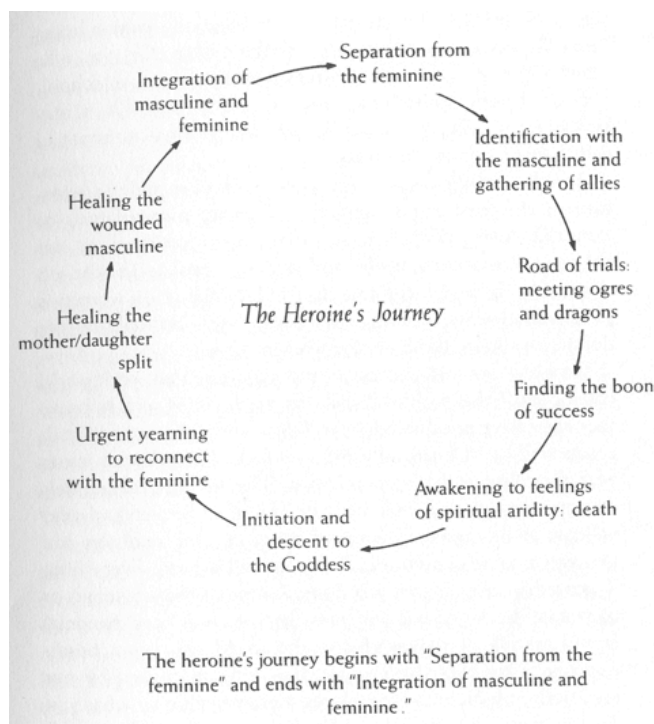 Separation from
the feminine
Identification with
the masculine and
gathering of allies
Road of trials:
meeting ogres
and dragons
Finding the boon
of success
Awakening to feelings
of spiritual aridity: death
Initiation and
descent to
the Goddess
Urgent yearning
to reconnect
with the feminine
Healing the
mother/daughter
split
Healing the
wounded
masculine
Integration of
masculine and
feminine
The Heroine's Journey
The heroine's journey begins with "Separation from the
feminine" and ends with "Integration of masculine and
feminine."